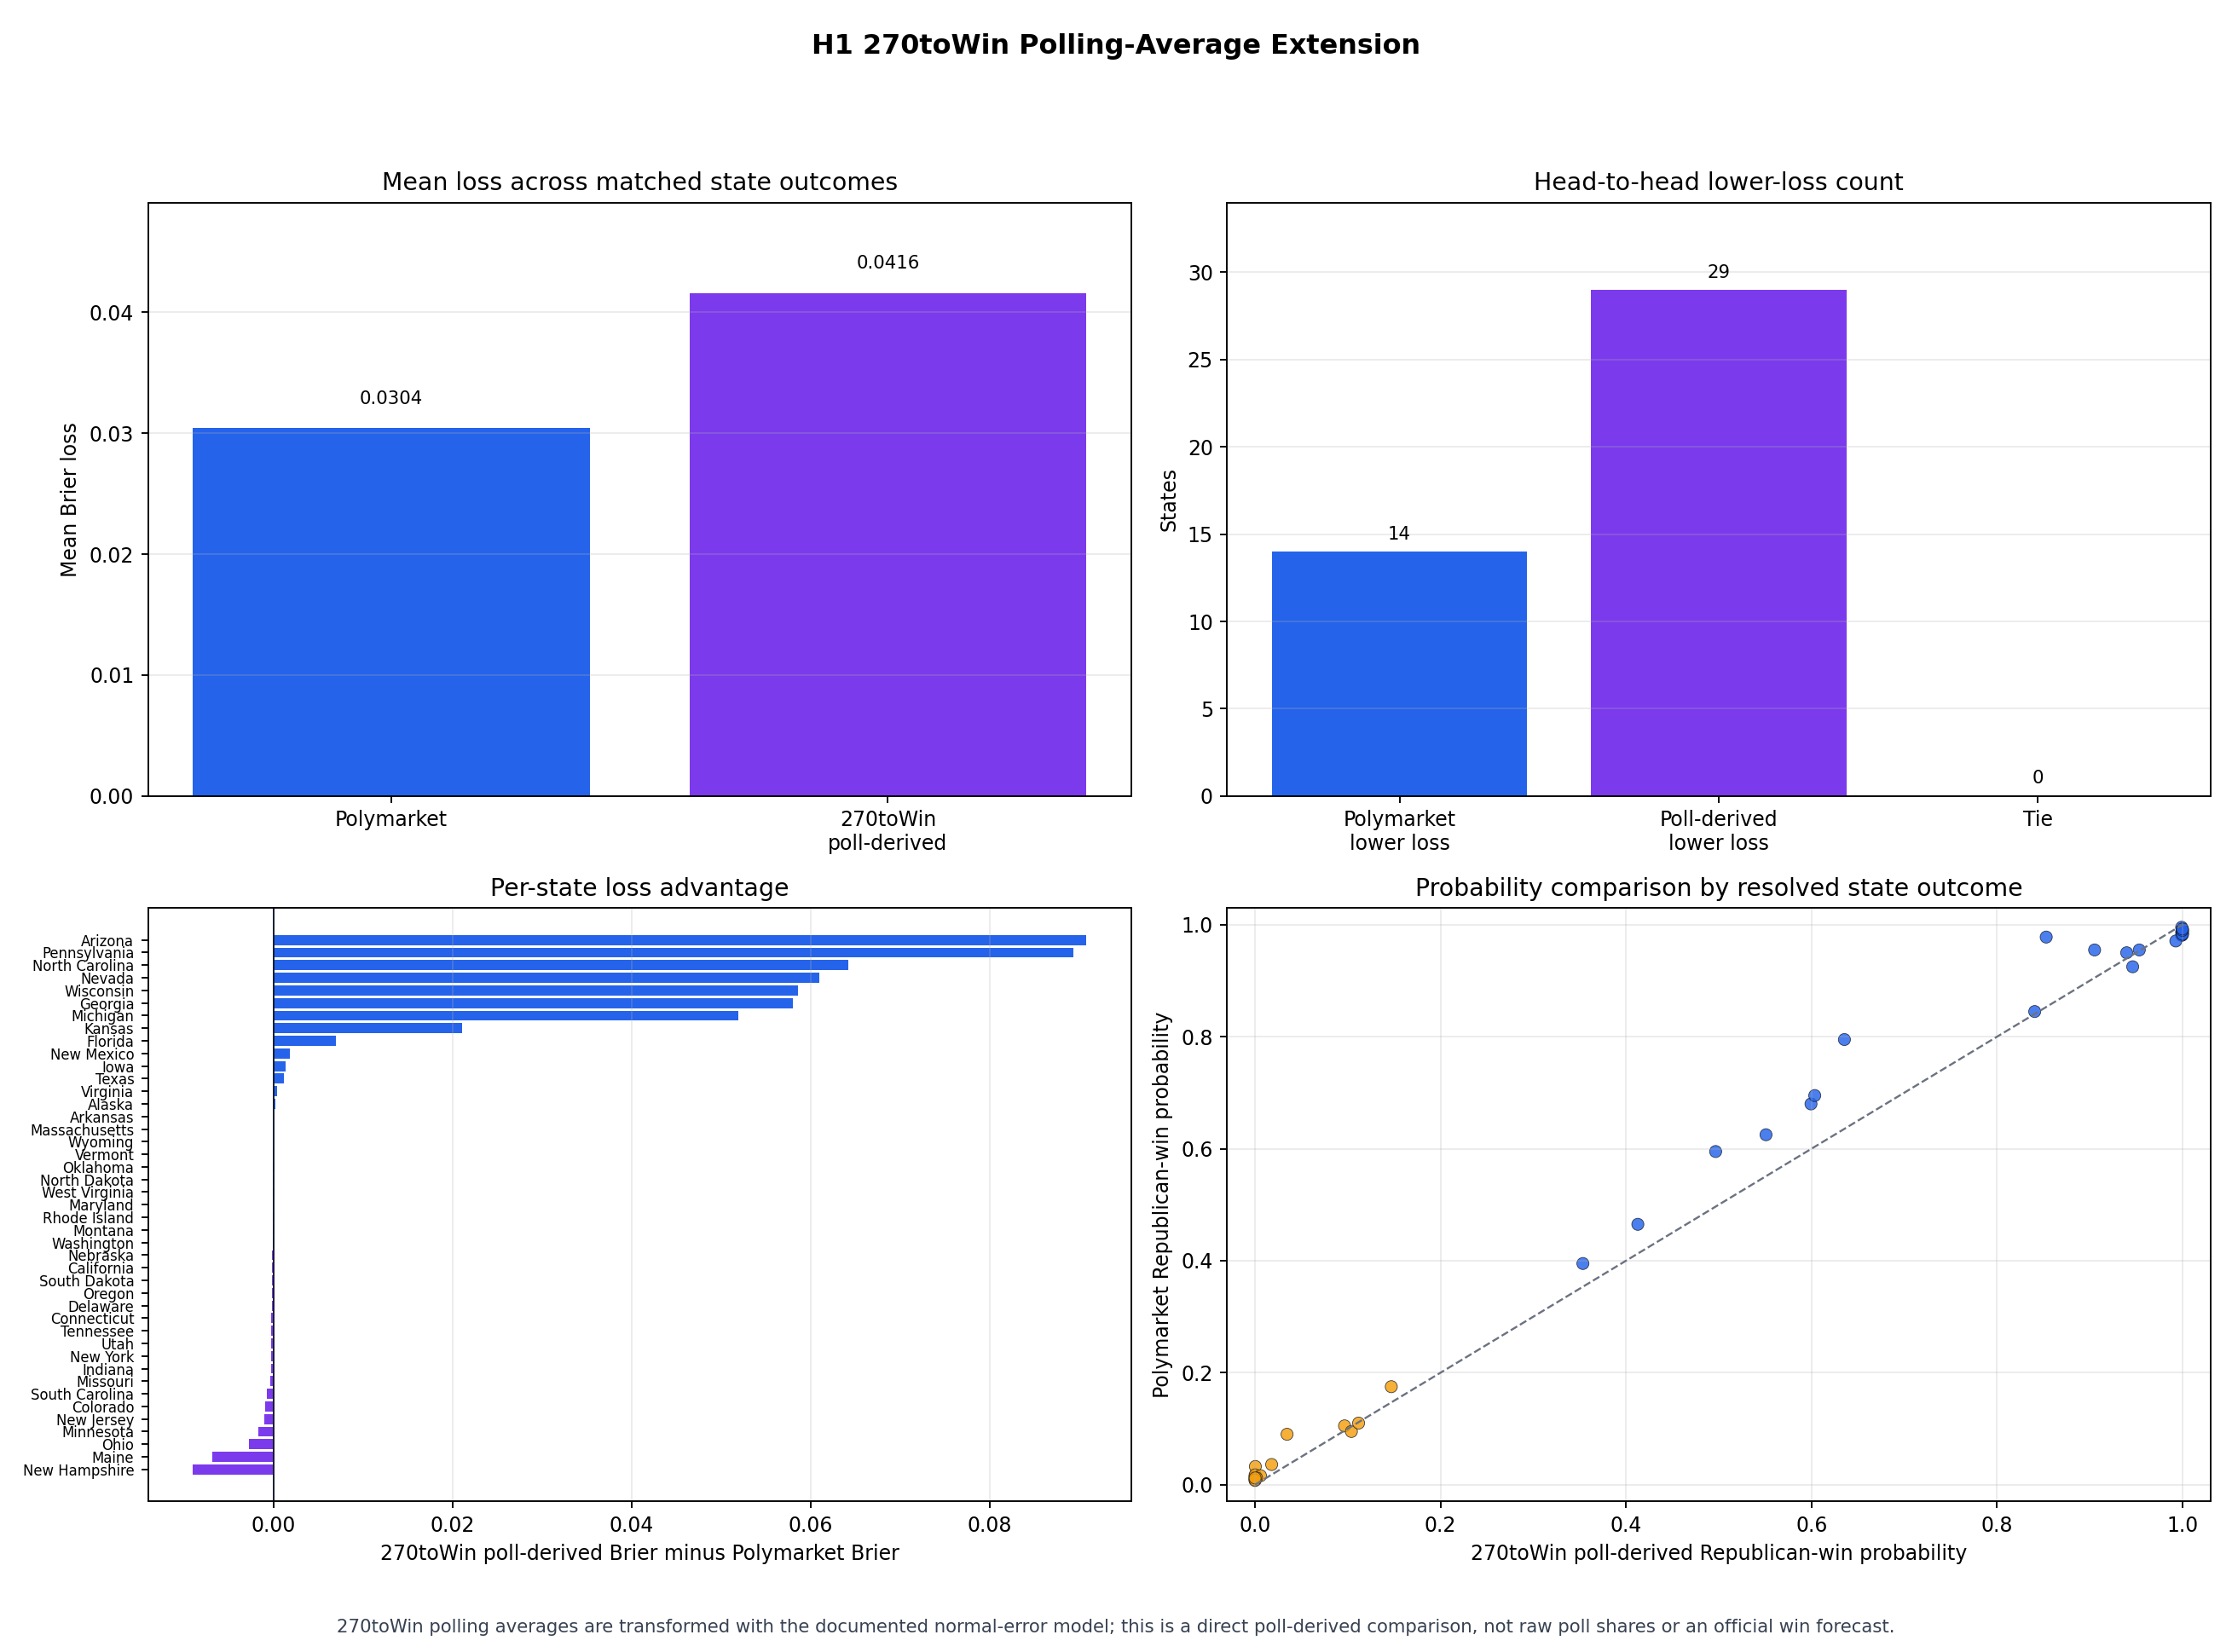 H1 270toWin Polling-Average Extension
Mean loss across matched state outcomes
Mean Brier loss
0.04
0.03
0.02
0.01
0.00
0.0304
0.0416
Polymarket
270toWin
poll-derived
Head-to-head lower-loss count
States
30
25
20
15
10
5
0
14
29
0
Polymarket
lower loss
Poll-derived
lower loss
Tie
Per-state loss advantage
Arizona
Pennsylvania
North Carolina
Nevada
Wisconsin
Georgia
Michigan
Kansas
Florida
New Mexico
Iowa
Texas
Virginia
Alaska
Arkansas
Massachusetts
Wyoming
Vermont
Oklahoma
North Dakota
West Virginia
Maryland
Rhode Island
Montana
Washington
Nebraska
California
South Dakota
Oregon
Delaware
Connecticut
Tennessee
Utah
New York
Indiana
Missouri
South Carolina
Colorado
New Jersey
Minnesota
Ohio
Maine
New Hampshire
0.00 0.02 0.04 0.06 0.08
270toWin poll-derived Brier minus Polymarket Brier
Probability comparison by resolved state outcome
Polymarket Republican-win probability
1.0
0.8
0.6
0.4
0.2
0.0
0.0 0.2 0.4 0.6 0.8 1.0
270toWin poll-derived Republican-win probability
270toWin polling averages are transformed with the documented normal-error model; this is a direct poll-derived comparison, not raw poll shares or an official win forecast.